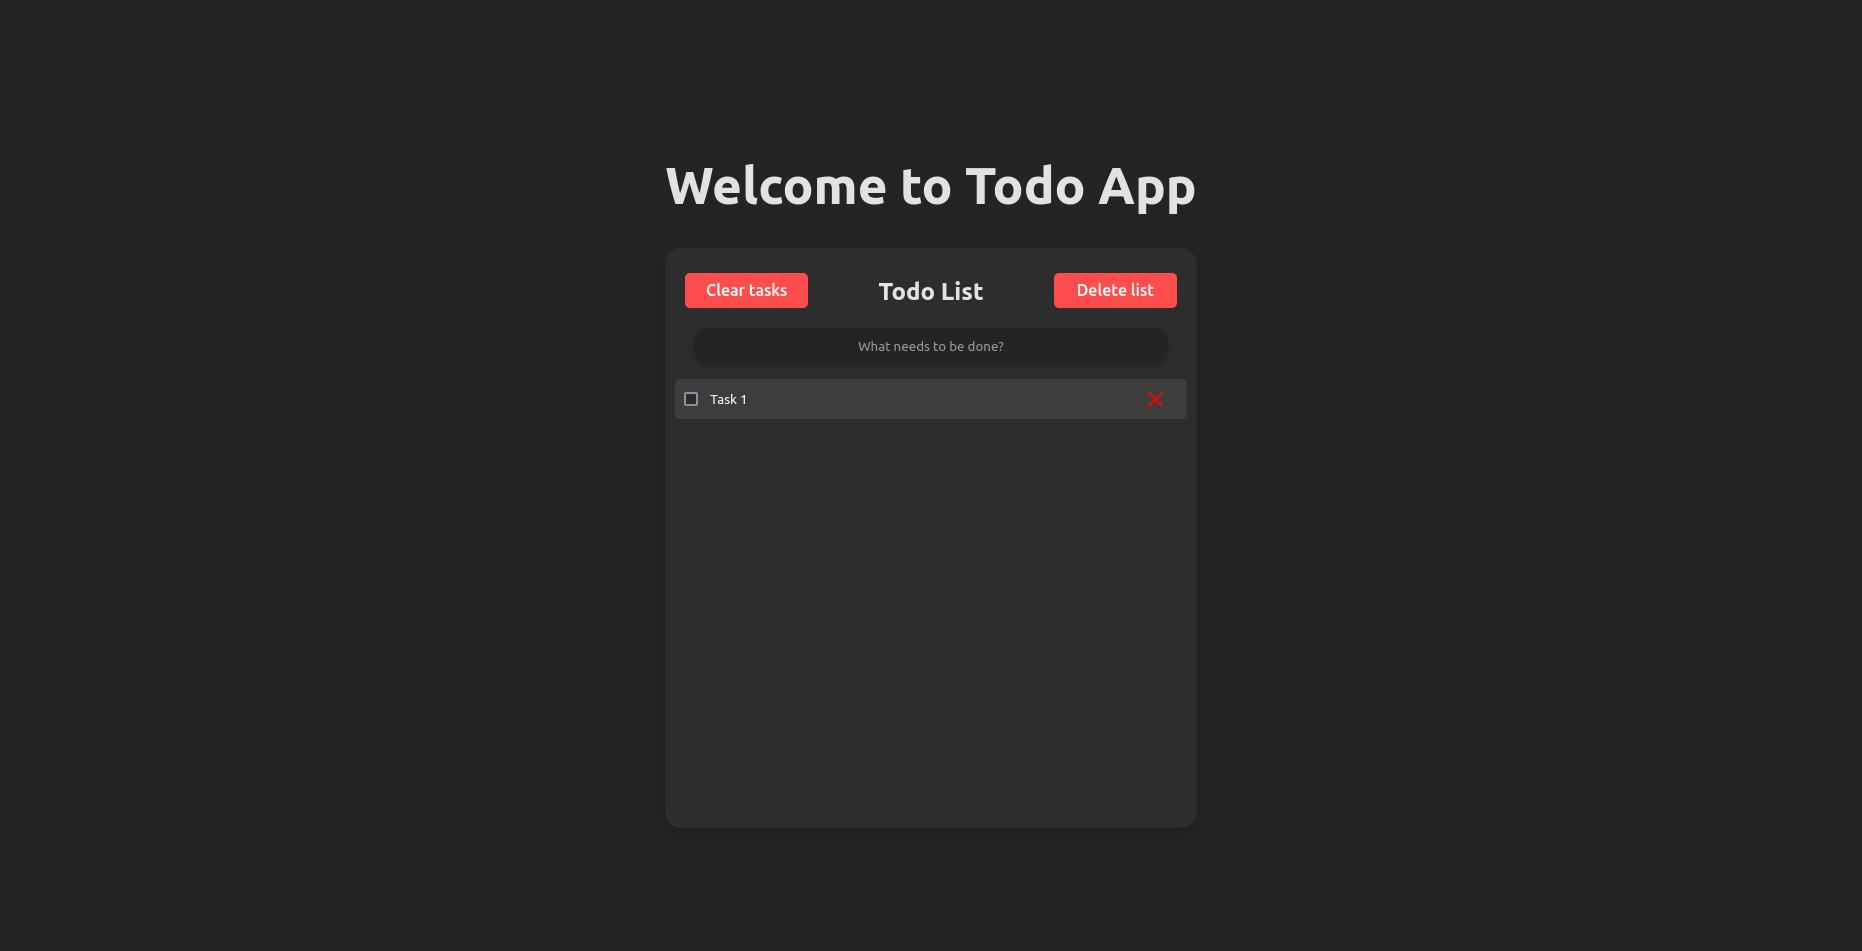 Welcome to Todo App
Clear tasks
Todo List
Delete list
What needs to be done?
Task 1